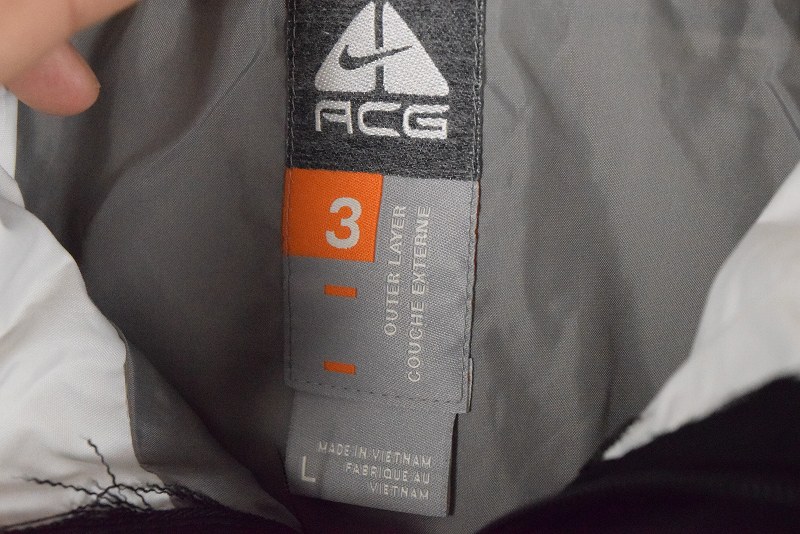 ACG
3
OUTER LAYER
COUCHE EXTERNE
MADE IN VIETNAM
L
FABRIQUE AU
VIETNAM